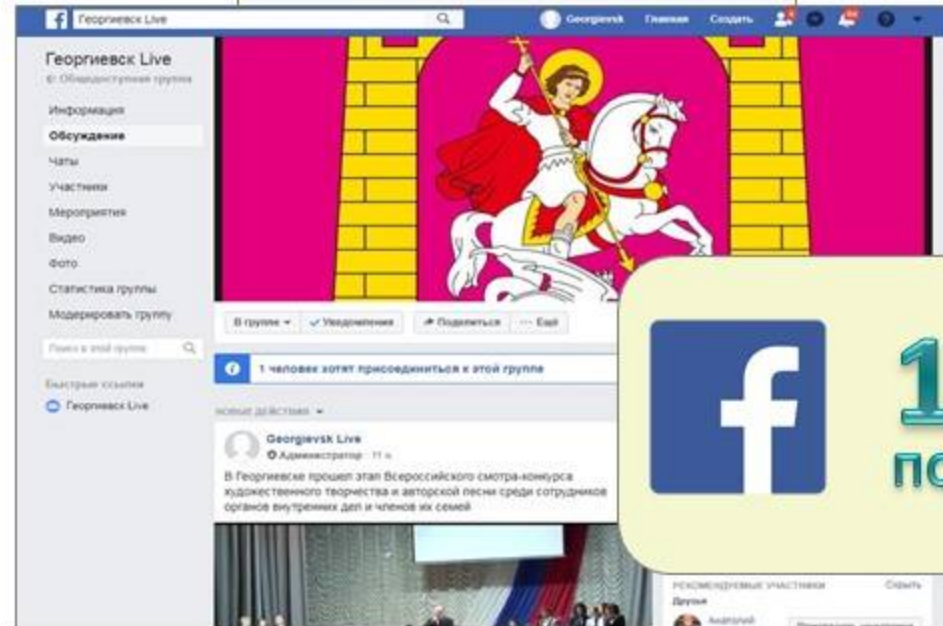 Георгиевск Live
Georgievsk Главная Создать
Георгиевск Live
Общедоступная группа
Информация
Обсуждение
Чаты
Участники
Мероприятия
Видео
Фото
Статистика группы
Модерировать группу
Поиск в этой группе
Быстрые ссылки
Георгиевск Live
В группе
Уведомления
Поделиться
Ещё
1 человек хотят присоединиться к этой группе
НОВЫЕ ДЕЙСТВИЯ
Georgievsk Live
Администратор · 11 ч.
В Георгиевске прошел этап Всероссийского смотра-конкурса
художественного творчества и авторской песни среди сотрудников
органов внутренних дел и членов их семей
1
по
РЕКОМЕНДУЕМЫЕ УЧАСТНИКИ Скрыть
Друзья